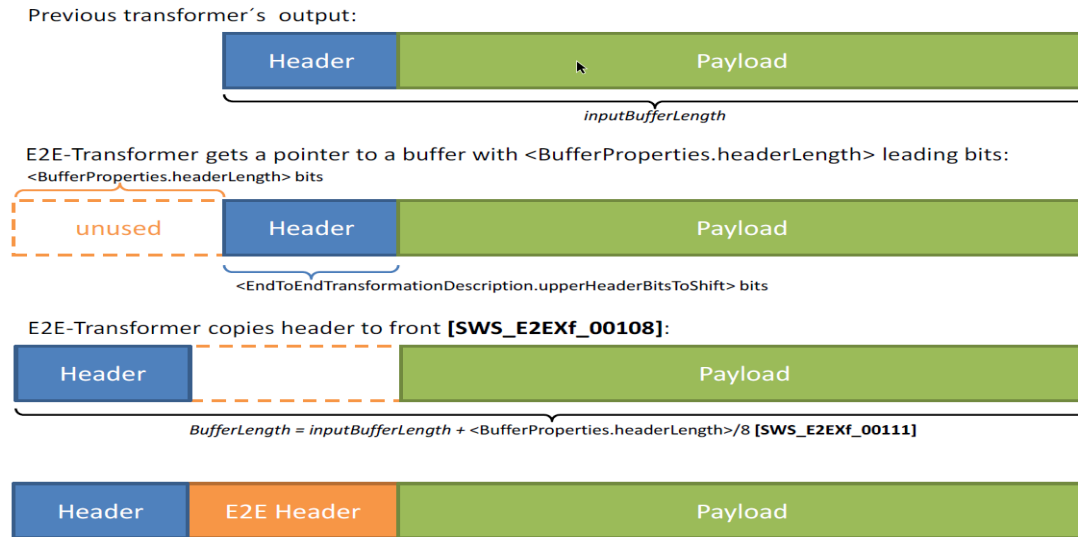 Previous transformer´s output:
Header Payload
inputBufferLength
E2E-Transformer gets a pointer to a buffer with <BufferProperties.headerLength> leading bits:
<BufferProperties.headerLength> bits
unused Header Payload
<EndToEndTransformationDescription.upperHeaderBitsToShift> bits
E2E-Transformer copies header to front [SWS_E2EXf_00108]:
Header Payload
BufferLength = inputBufferLength + <BufferProperties.headerLength>/8 [SWS_E2EXf_00111]
Header E2E Header Payload